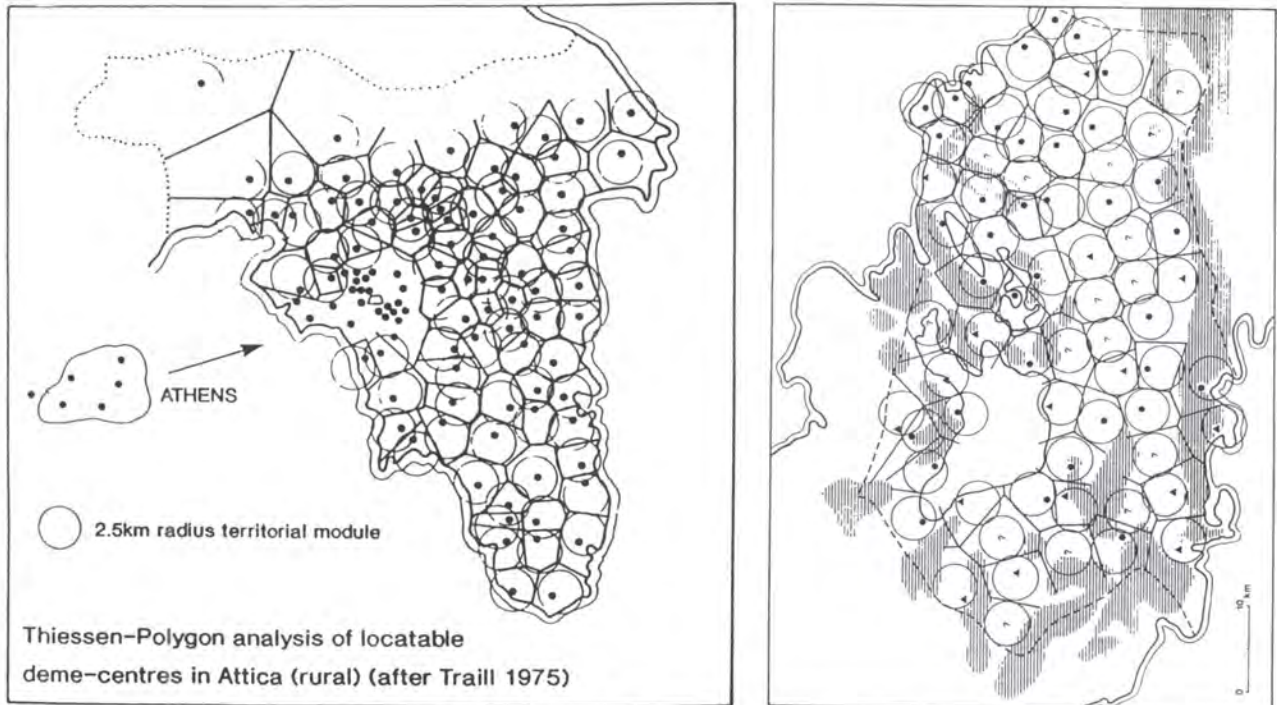 ATHENS
2.5km radius territorial module
Thiessen-Polygon analysis of locatable
deme-centres in Attica (rural) (after Traill 1975)
0 10 km